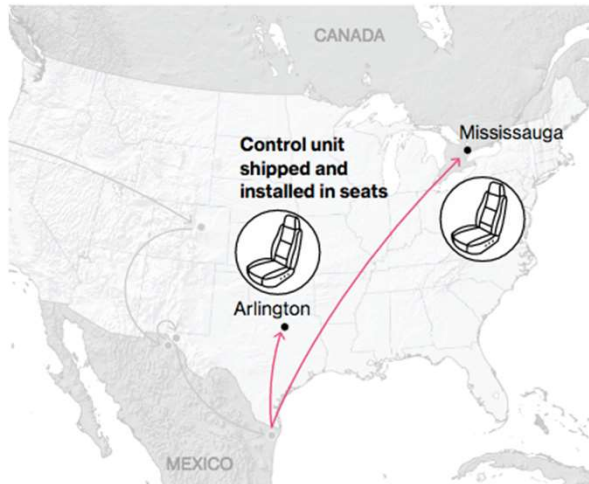 CANADA
Mississauga
Control unit
shipped and
installed in seats
Arlington
MEXICO